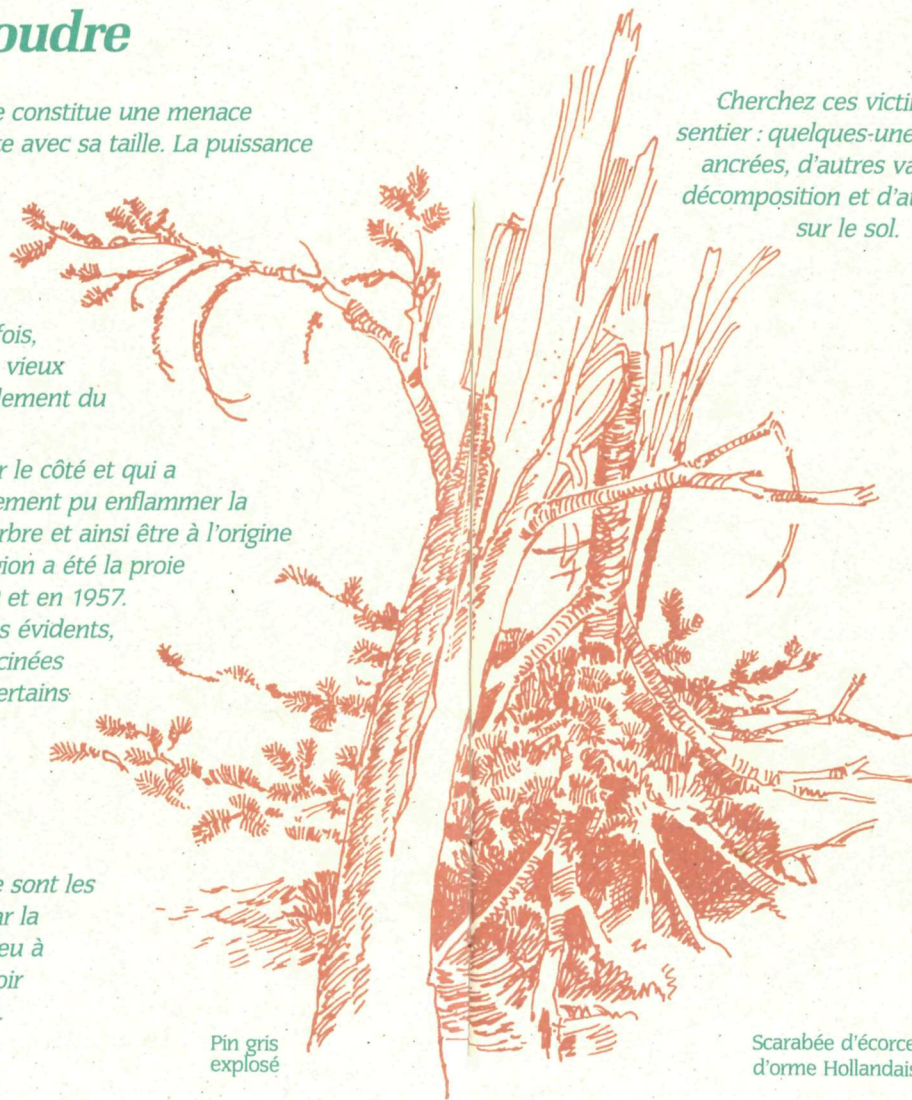 oudre
e constitue une menace
e avec sa taille. La puissance
fois,
vieux
lement du
r le côté et qui a
ement pu enflammer la
rbre et ainsi être à l'origine
ion a été la proie
et en 1957.
s évidents,
cinées
ertains
e sont les
ar la
eu à
oir
Pin gris
explosé
Cherchez ces victi
sentier : quelques-une
ancrées, d'autres va
décomposition et d'au
sur le sol.
Scarabée d'écorce
d'orme Hollandais